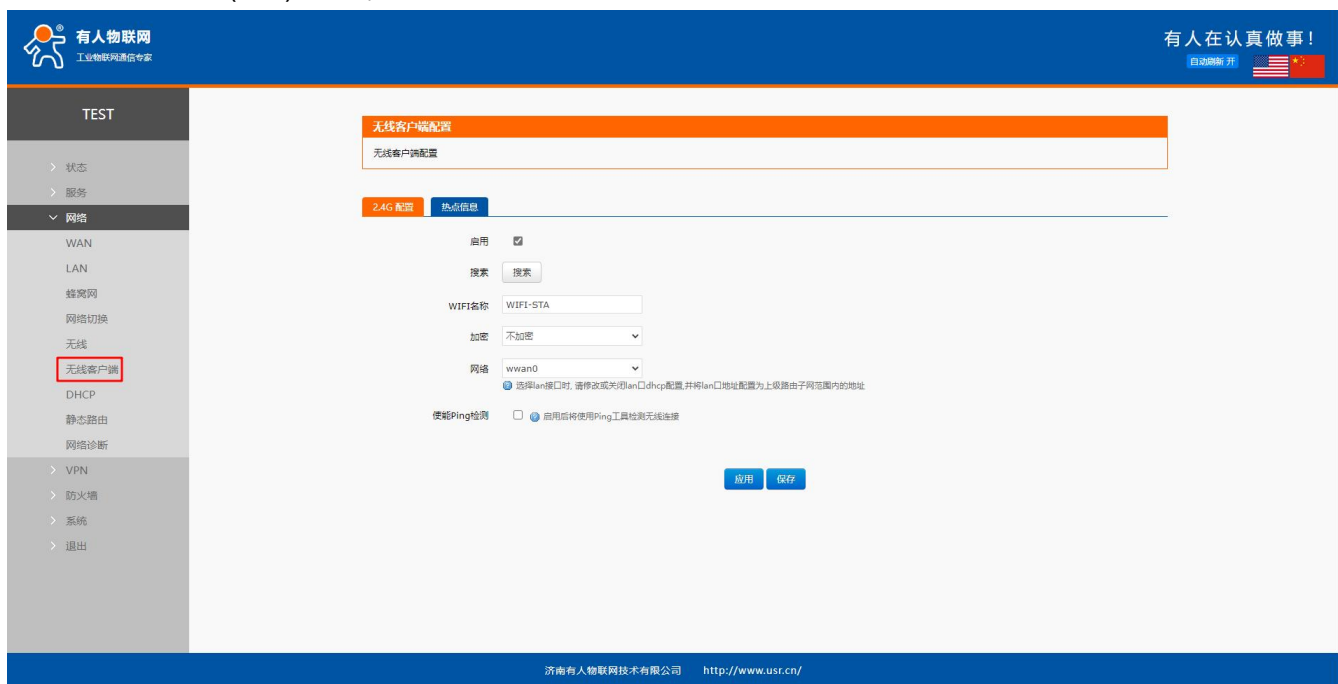 有人物联网
®
工业物联网通信专家
有人在认真做事!
自动刷新 开
TEST
状态
服务
网络
WAN
LAN
蜂窝网
网络切换
无线
无线客户端
DHCP
静态路由
网络诊断
VPN
防火墙
系统
退出
无线客户端配置
无线客户端配置
2.4G 配置 热点信息
启用
搜索 搜索
WIFI名称 WIFI-STA
加密 不加密
网络 wwan0
选择lan接口时, 请修改或关闭lan口dhcp配置,并将lan口地址配置为上级路由子网范围内的地址
使能Ping检测 启用后将使用Ping工具检测无线连接
应用 保存
济南有人物联网技术有限公司 http://www.usr.cn/